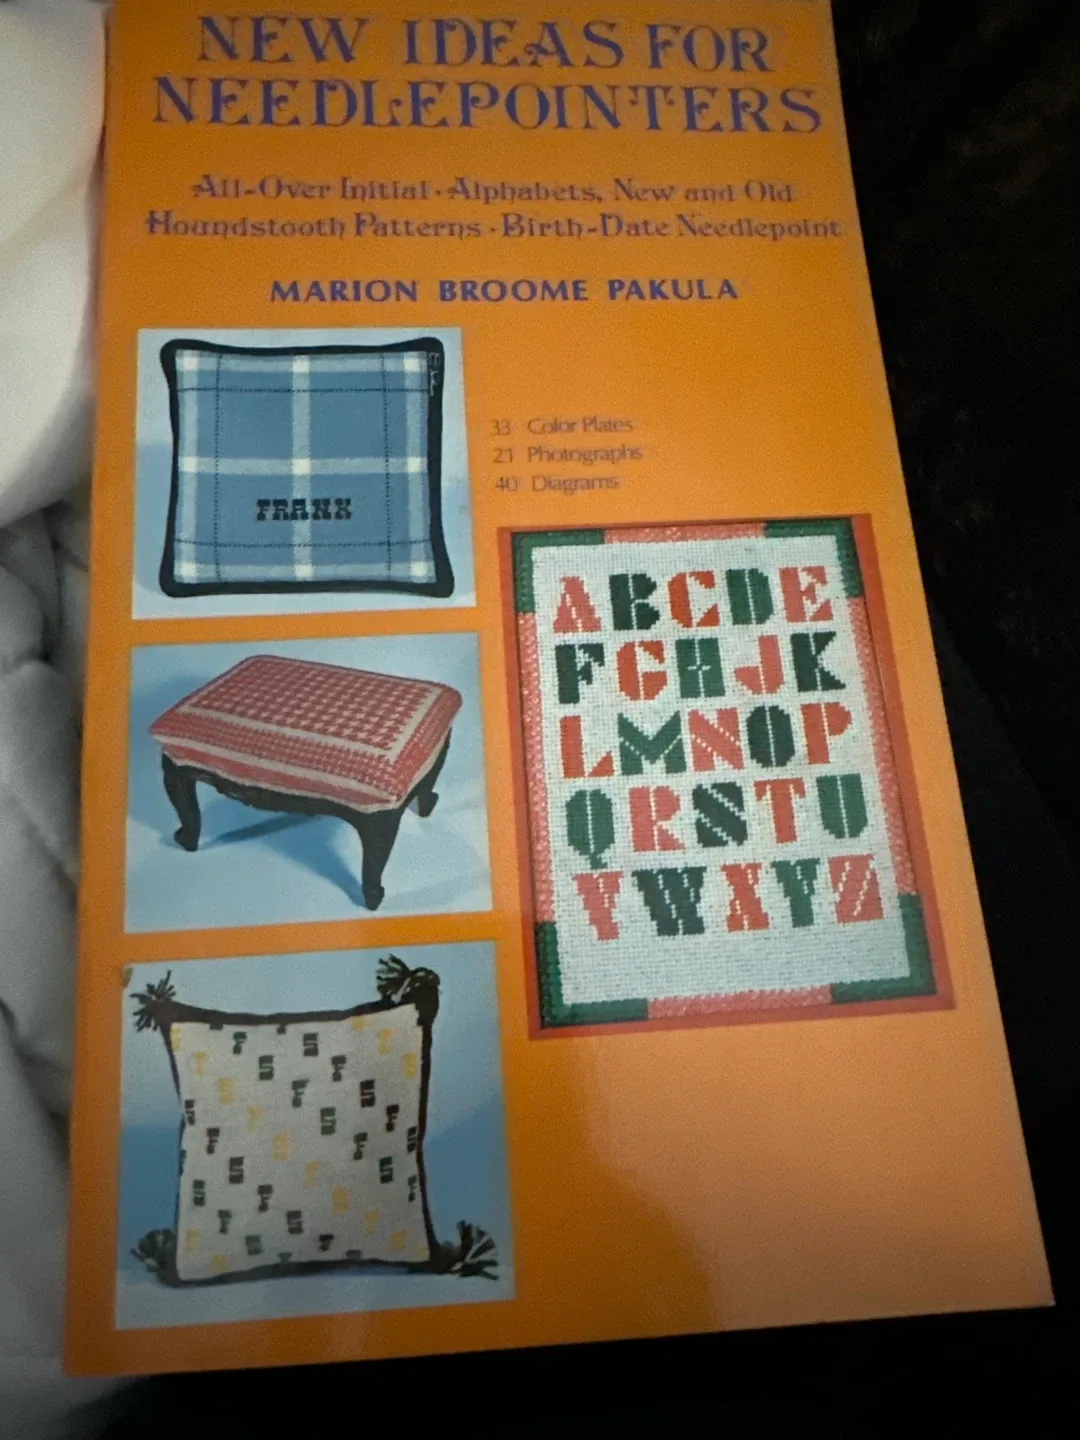 NEW IDEAS FOR
NEEDLEPOINTERS
All-Over Initial · Alphabets, New and Old
Houndstooth Patterns · Birth-Date Needlepoint
MARION BROOME PAKULA
33 Color Plates
21 Photographs
40 Diagrams
FRANK
ABCDE
FGHJK
LMNOP
QRSTU
VWXYZ